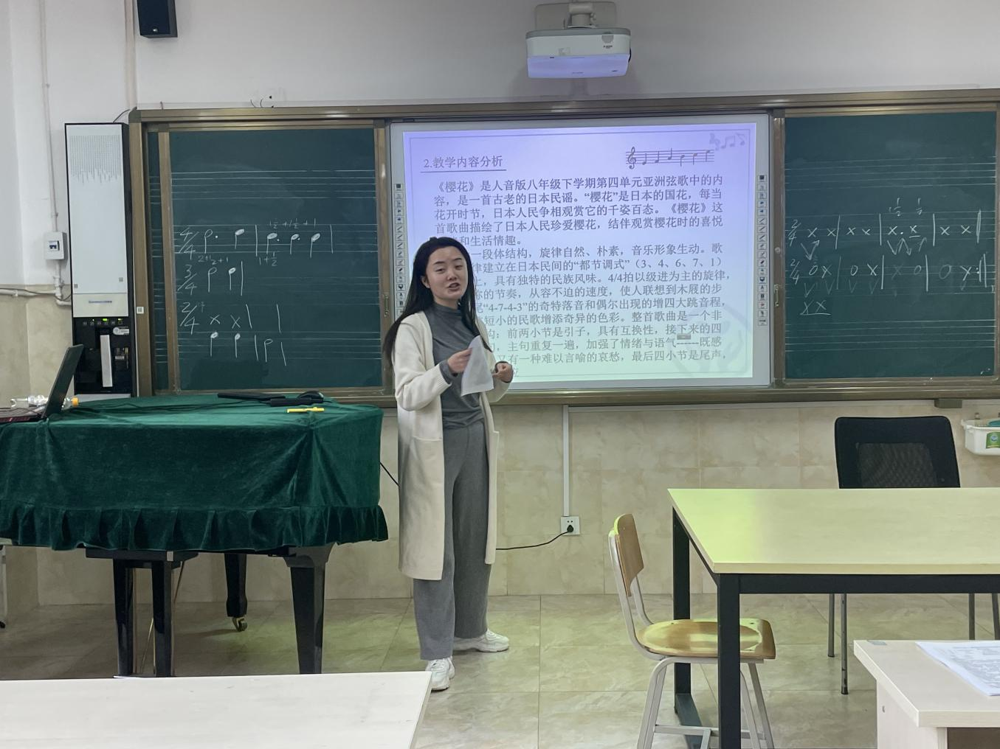 2.教学内容分析
《樱花》是人音版八年级下学期第四单元亚洲弦歌中的内
容，是一首古老的日本民谣。“樱花”是日本的国花，每当
花开时节，日本人民争相观赏它的千姿百态。《樱花》这
首歌曲描绘了日本人民珍爱樱花，结伴观赏樱花时的喜悦
和生活情趣。
一段体结构，旋律自然、朴素，音乐形象生动。歌
律建立在日本民间的“都节调式”（3、4、6、7、1）
上，具有独特的民族风味。4/4拍以级进为主的旋律，
的节奏，从容不迫的速度，使人联想到木屐的步
“4-7-4-3”的奇特落音和偶尔出现的增四大跳音程，
短小的民歌增添奇异的色彩。整首歌曲是一个非
：前两小节是引子，具有互换性，接下来的四
，主句重复一遍，加强了情绪与语气------既感
又有一种难以言喻的哀愁，最后四小节是尾声，
4/4
3/4
2/4 x x | |
2/4 x x | x x | x. x | x x |
2/4 0 x | 0 x | x 0 | 0 x |
x x